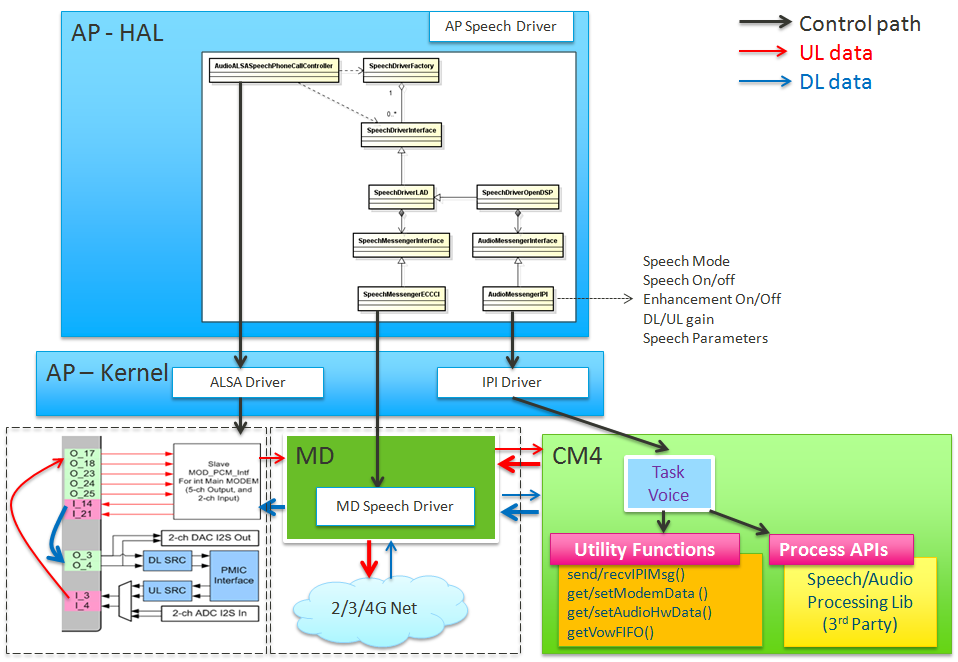 AP - HAL
AP Speech Driver
Control path
UL data
DL data
AudioALSASpeechPhoneCallController
SpeechDriverFactory
1
0..*
SpeechDriverInterface
SpeechDriverLAD
SpeechDriverOpenDSP
SpeechMessengerInterface
AudioMessengerInterface
SpeechMessengerECCCI
AudioMessengerIPI
Speech Mode
Speech On/off
Enhancement On/Off
DL/UL gain
Speech Parameters
AP – Kernel
ALSA Driver
IPI Driver
O_17
O_18
O_23
O_24
O_25
I_14
I_21
O_3
O_4
I_3
I_4
Slave
MOD_PCM_Intf
For int Main MODEM
(5-ch Output, and
2-ch Input)
2-ch DAC I2S Out
DL SRC
UL SRC
PMIC
Interface
2-ch ADC I2S In
MD
MD Speech Driver
2/3/4G Net
CM4
Task
Voice
Utility Functions
send/recvIPIMsg()
get/setModemData ()
get/setAudioHwData()
getVowFIFO()
Process APIs
Speech/Audio
Processing Lib
(3rd Party)